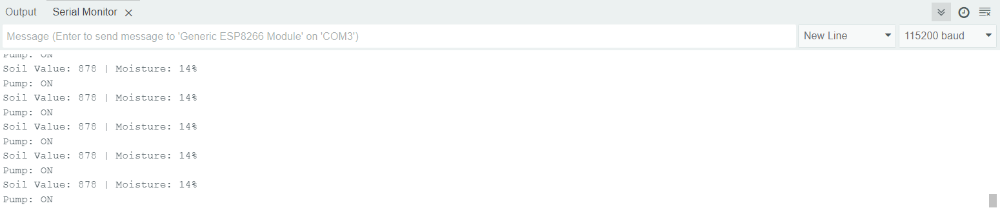 Output
Serial Monitor
Message (Enter to send message to 'Generic ESP8266 Module' on 'COM3')
New Line
115200 baud
Pump: ON
Soil Value: 878 | Moisture: 14%
Pump: ON
Soil Value: 878 | Moisture: 14%
Pump: ON
Soil Value: 878 | Moisture: 14%
Pump: ON
Soil Value: 878 | Moisture: 14%
Pump: ON
Soil Value: 878 | Moisture: 14%
Pump: ON